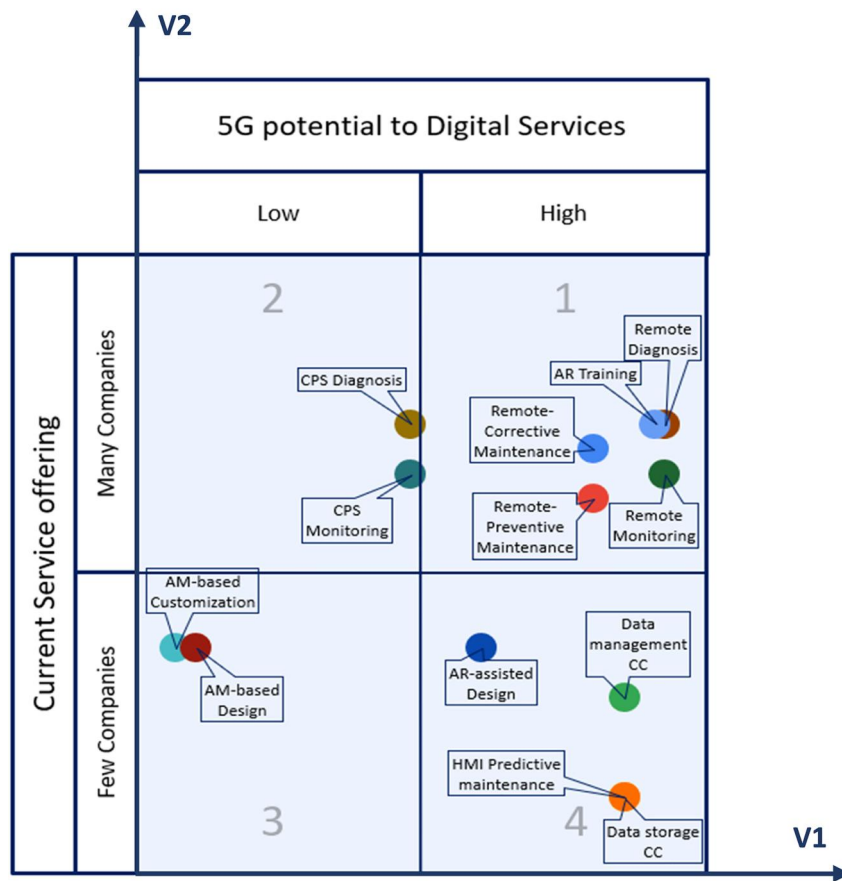 V2
5G potential to Digital Services
Low
High
Current Service offering
Many Companies
Few Companies
2
1
Remote
Diagnosis
AR Training
CPS Diagnosis
Remote-
Corrective
Maintenance
CPS
Monitoring
Remote-
Preventive
Maintenance
Remote
Monitoring
AM-based
Customization
AM-based
Design
AR-assisted
Design
Data
management
CC
HMI Predictive
maintenance
Data storage
CC
3
4
V1